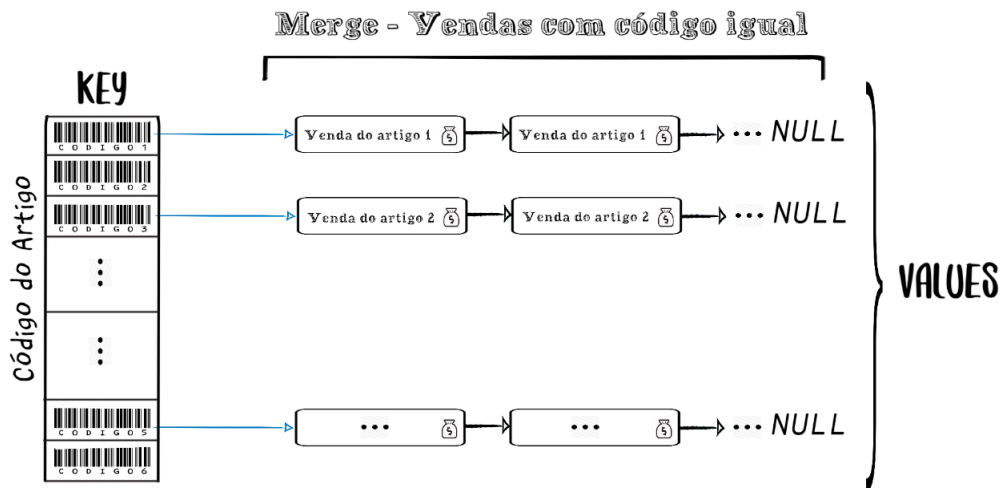 Merge - Vendas com código igual
KEY
Código do Artigo
CODIGO1
Venda do artigo 1 $
Venda do artigo 1 $
... NULL
CODIGO2
CODIGO3
Venda do artigo 2 $
Venda do artigo 2 $
... NULL
...
...
VALUES
CODIGO5
... $
... $
... NULL
CODIGO6